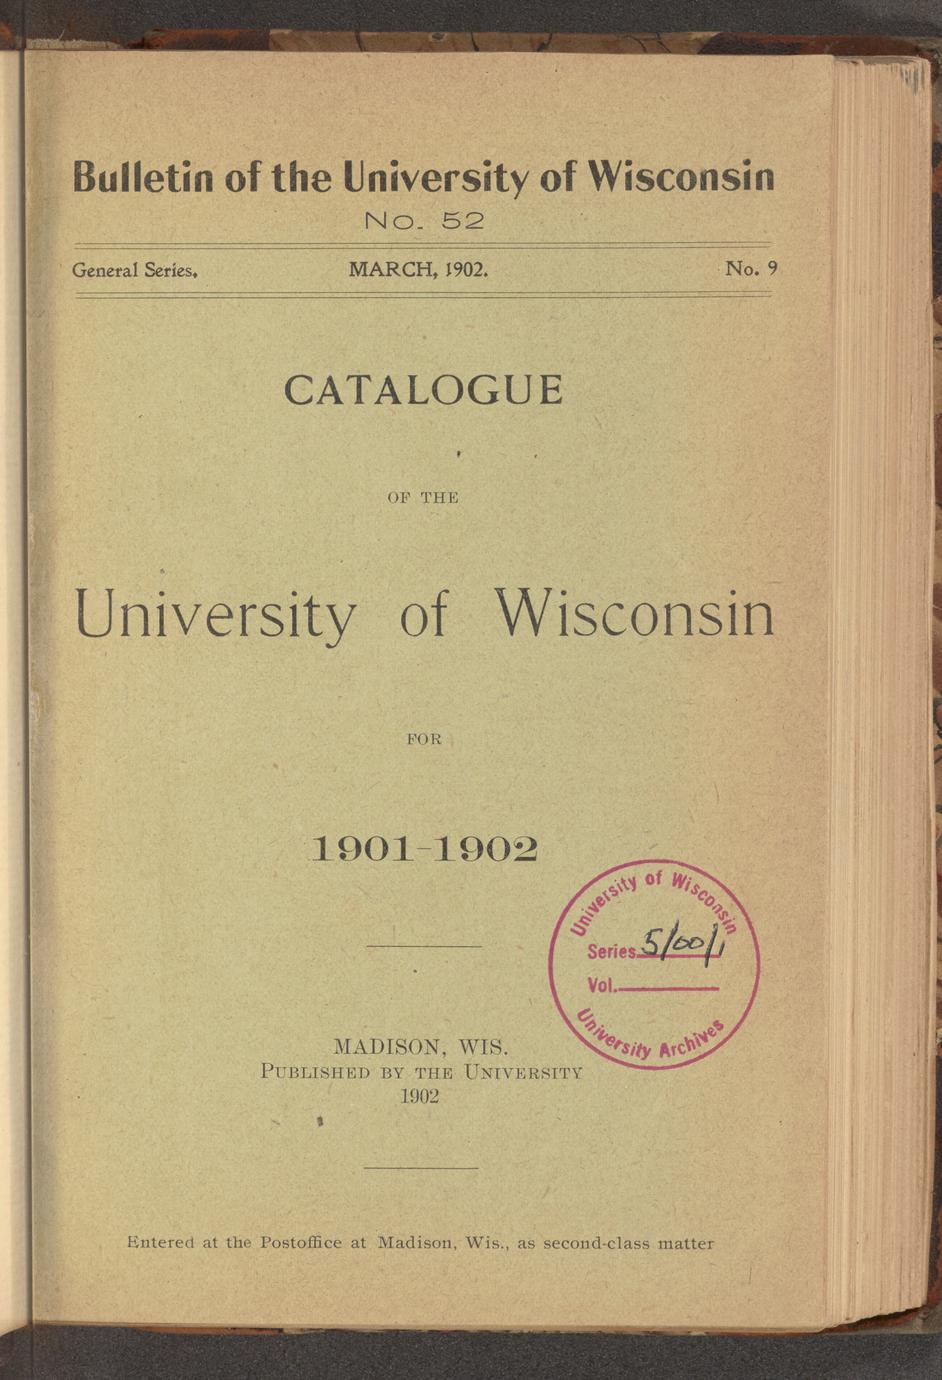 Bulletin of the University of Wisconsin
No. 52
General Series. MARCH, 1902. No. 9
CATALOGUE
OF THE
University of Wisconsin
FOR
1901-1902
University of Wisconsin
Series 5/00/1
Vol.
University Archives
MADISON, WIS.
PUBLISHED BY THE UNIVERSITY
1902
Entered at the Postoffice at Madison, Wis., as second-class matter